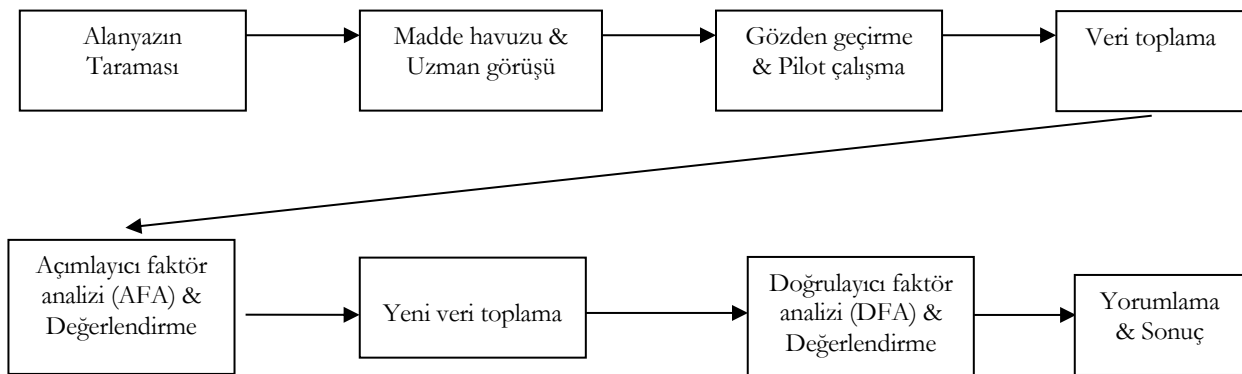 Alanyazın
Taraması
Madde havuzu &
Uzman görüşü
Gözden geçirme
& Pilot çalışma
Veri toplama
Açımlayıcı faktör
analizi (AFA) &
Değerlendirme
Yeni veri toplama
Doğrulayıcı faktör
analizi (DFA) &
Değerlendirme
Yorumlama
& Sonuç